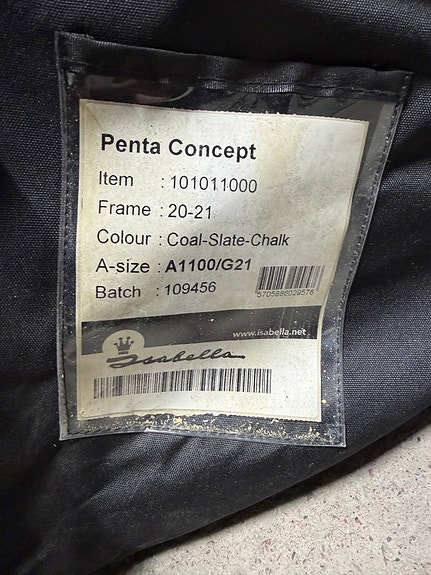 Penta Concept
Item : 101011000
Frame : 20-21
Colour : Coal-Slate-Chalk
A-size : A1100/G21
Batch : 109456
5705886029576
www.isabella.net
Isabella